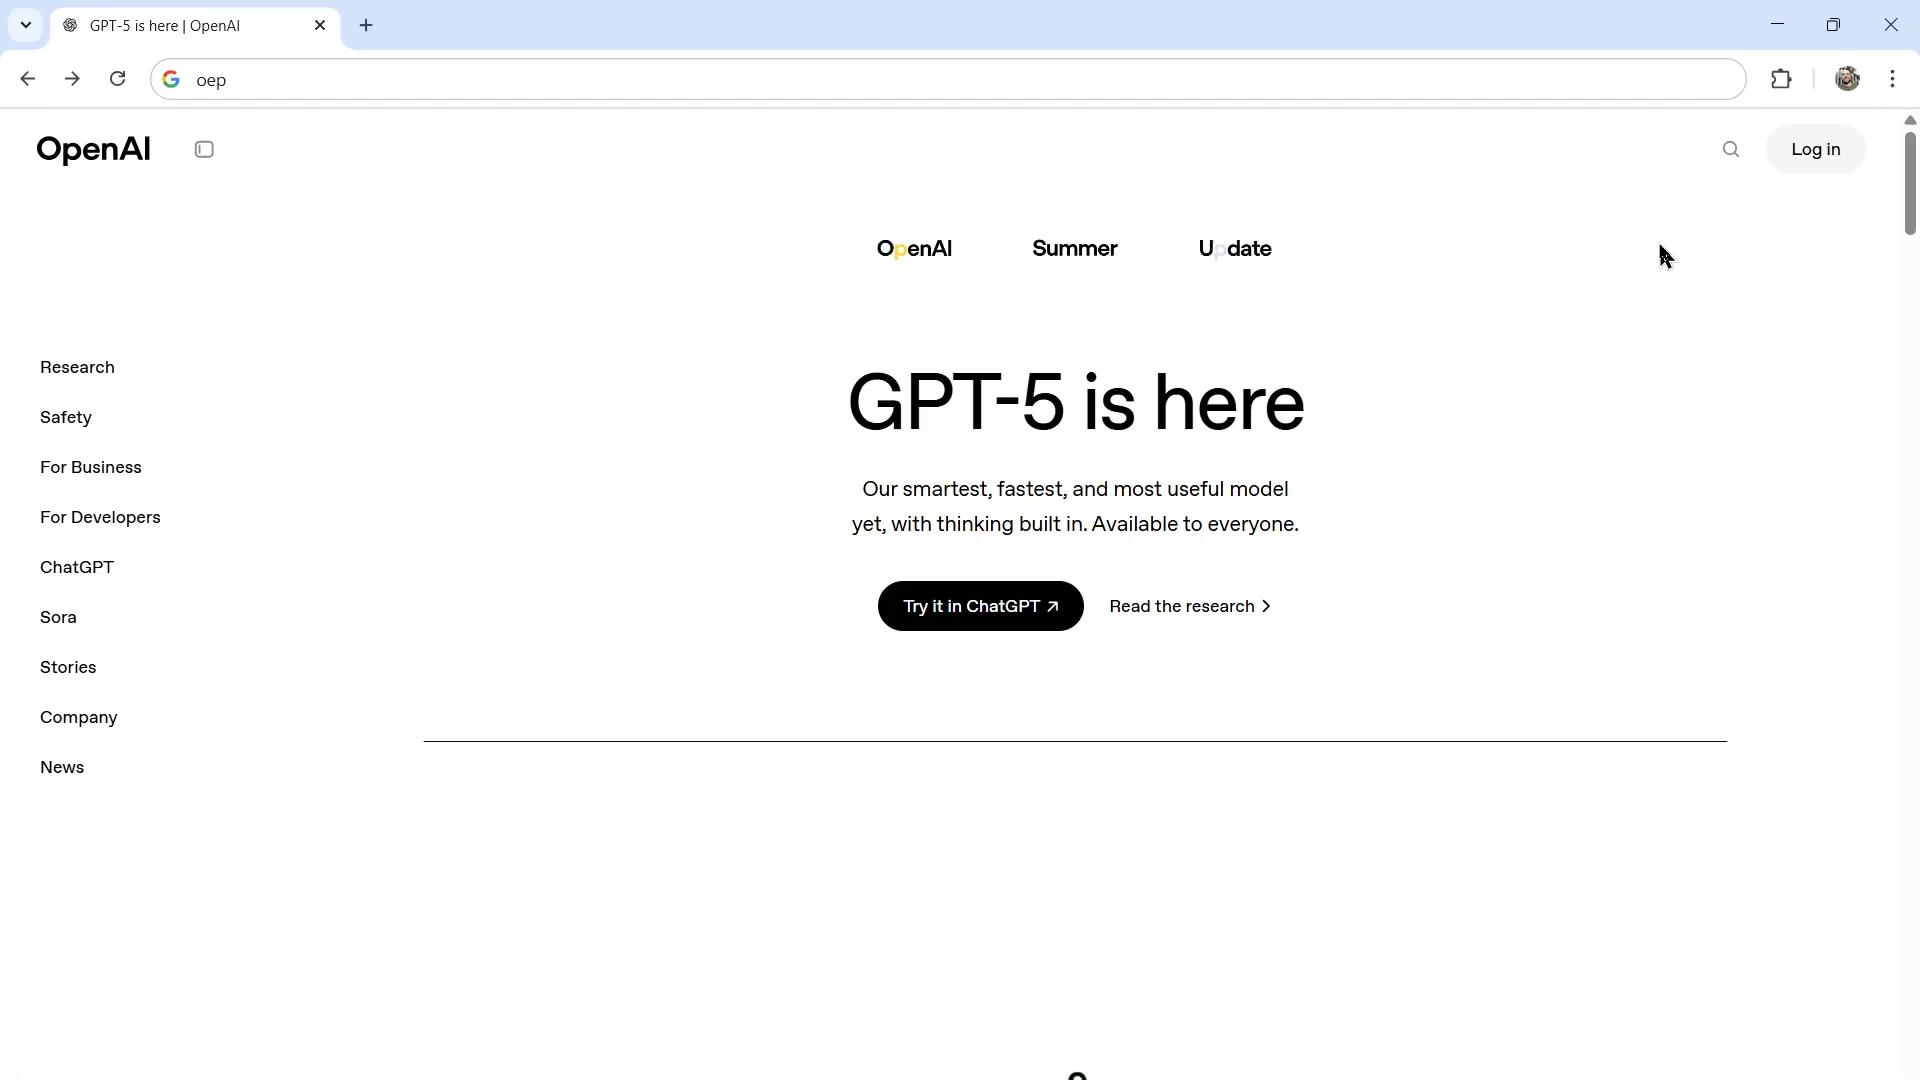 GPT-5 is here | OpenAI
oep
OpenAI
Log in
OpenAI Summer Update
Research
Safety
For Business
For Developers
ChatGPT
Sora
Stories
Company
News
GPT-5 is here
Our smartest, fastest, and most useful model
yet, with thinking built in. Available to everyone.
Try it in ChatGPT ↗ Read the research >